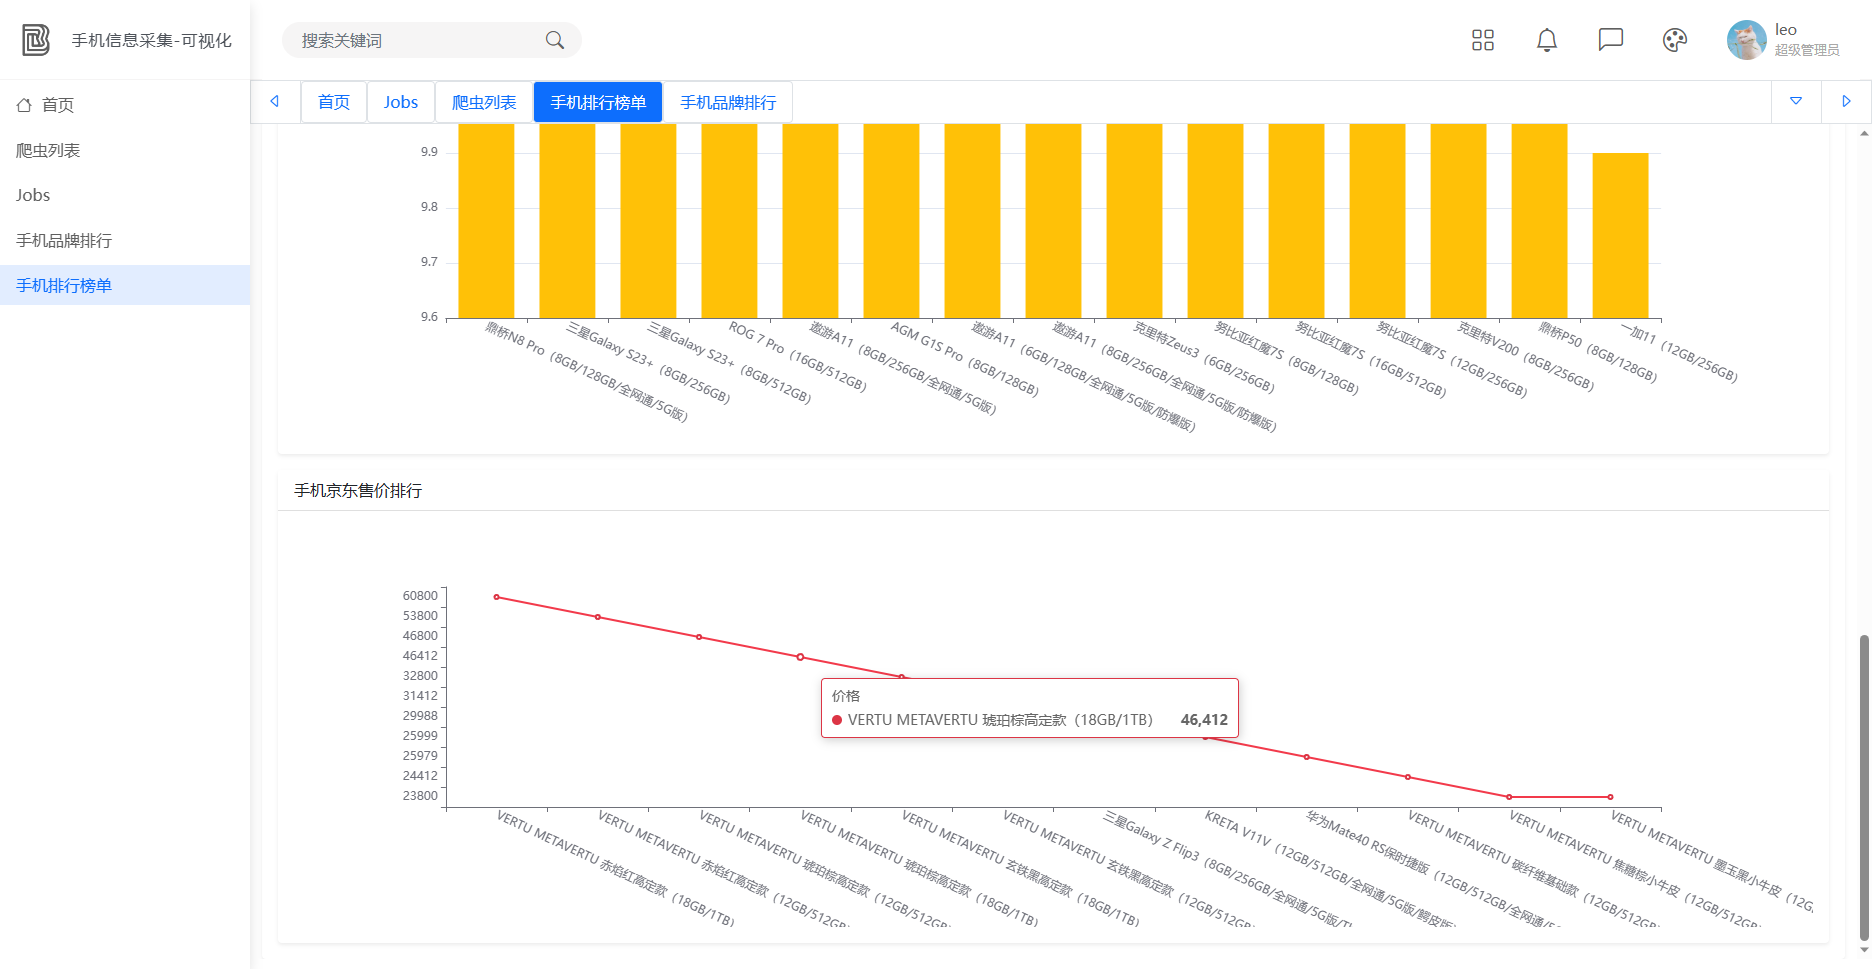 手机信息采集-可视化
搜索关键词
leo
超级管理员
首页
爬虫列表
Jobs
手机品牌排行
手机排行榜单
首页
Jobs
爬虫列表
手机排行榜单
手机品牌排行
9.9
9.8
9.7
9.6
鼎桥N8 Pro（8GB/128GB/全网通/5G版）
三星Galaxy S23+（8GB/256GB）
三星Galaxy S23+（8GB/512GB）
ROG 7 Pro（16GB/512GB）
遨游A11（8GB/256GB/全网通/5G版）
AGM G1S Pro（8GB/128GB）
遨游A11（6GB/128GB/全网通/5G版/防爆版）
遨游A11（8GB/256GB/全网通/5G版/防爆版）
克里特Zeus3（6GB/256GB）
努比亚红魔7S（8GB/128GB）
努比亚红魔7S（16GB/512GB）
努比亚红魔7S（12GB/256GB）
克里特V200（8GB/256GB）
鼎桥P50（8GB/128GB）
一加11（12GB/256GB）
手机京东售价排行
60800
53800
46800
46412
32800
31412
29988
25999
25979
24412
23800
价格
VERTU METAVERTU 琥珀棕高定款（18GB/1TB） 46,412
VERTU METAVERTU 赤焰红高定款（18GB/1TB）
VERTU METAVERTU 赤焰红高定款（12GB/512GB
VERTU METAVERTU 琥珀棕高定款（12GB/512GB
VERTU METAVERTU 琥珀棕高定款（18GB/1TB）
VERTU METAVERTU 玄铁黑高定款（18GB/1TB）
VERTU METAVERTU 玄铁黑高定款（12GB/512GB
三星Galaxy Z Flip3（8GB/256GB/全网通/5G版/
KRETA V11V（12GB/512GB/全网通/5G版/鳄皮版
华为Mate40 RS保时捷版（12GB/512GB/全网通/
VERTU METAVERTU 碳纤维基础款（12GB/512GB
VERTU METAVERTU 焦糖棕小牛皮（12GB/512GB
VERTU METAVERTU 墨玉黑小牛皮（12G